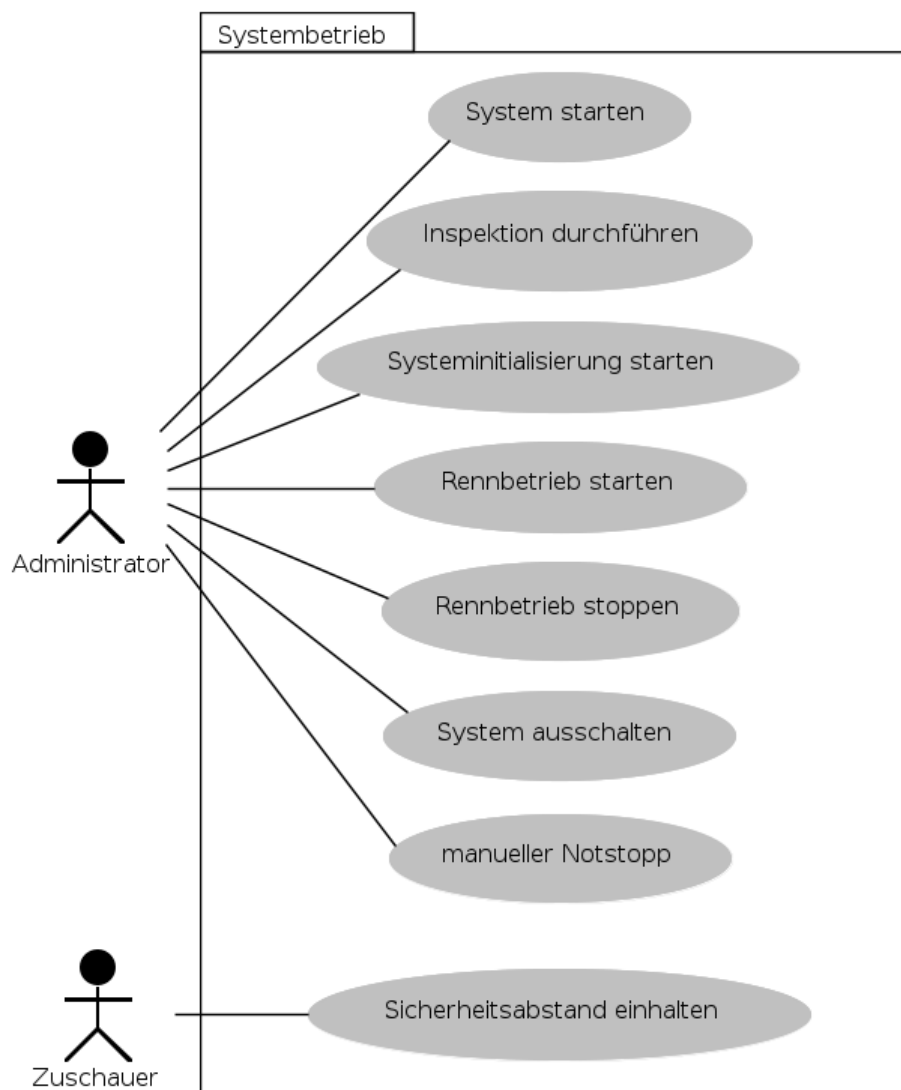 Systembetrieb
System starten
Inspektion durchführen
Systeminitialisierung starten
Rennbetrieb starten
Administrator
Rennbetrieb stoppen
System ausschalten
manueller Notstopp
Sicherheitsabstand einhalten
Zuschauer